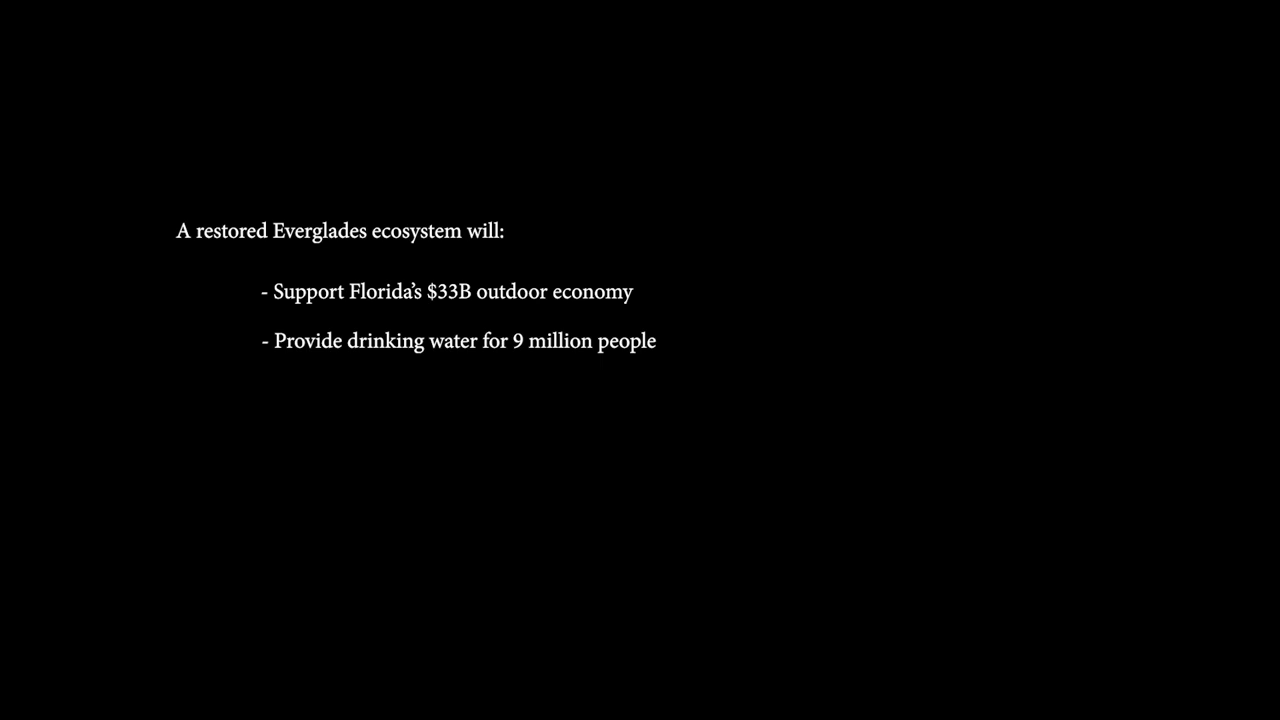 A restored Everglades ecosystem will:
- Support Florida’s $33B outdoor economy
- Provide drinking water for 9 million people